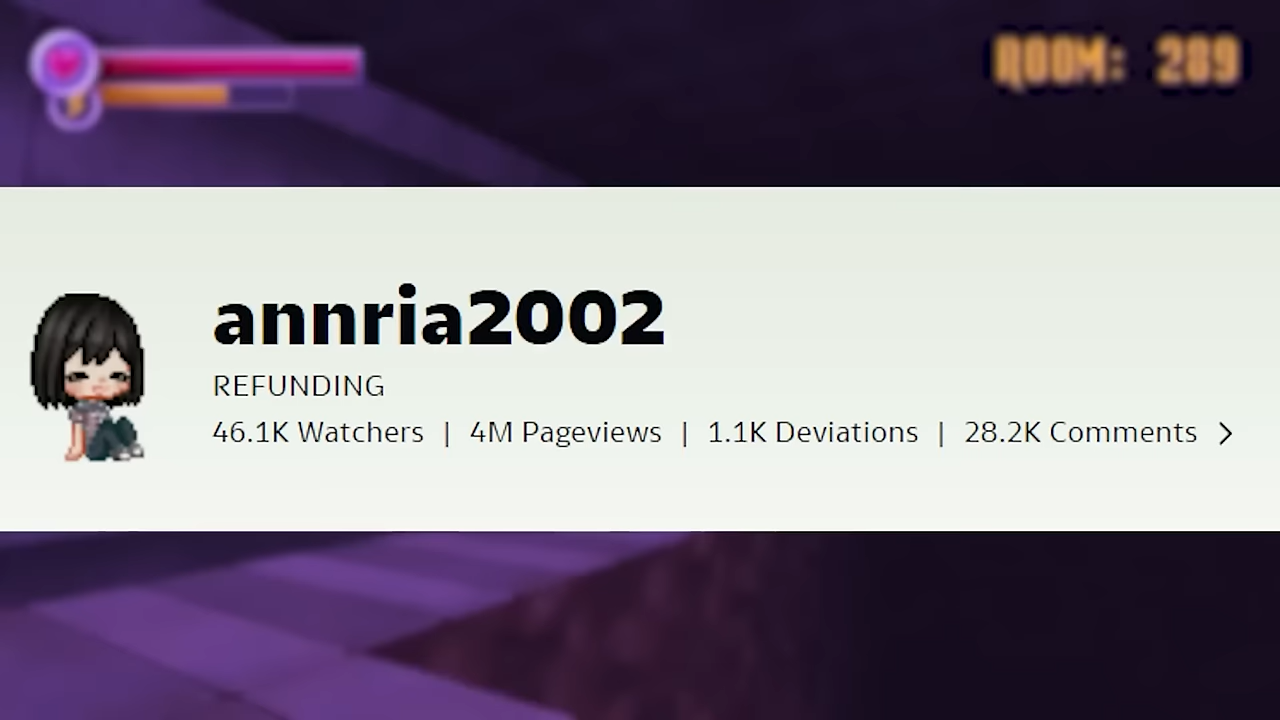 ROOM: 289
annria2002
REFUNDING
46.1K Watchers | 4M Pageviews | 1.1K Deviations | 28.2K Comments >